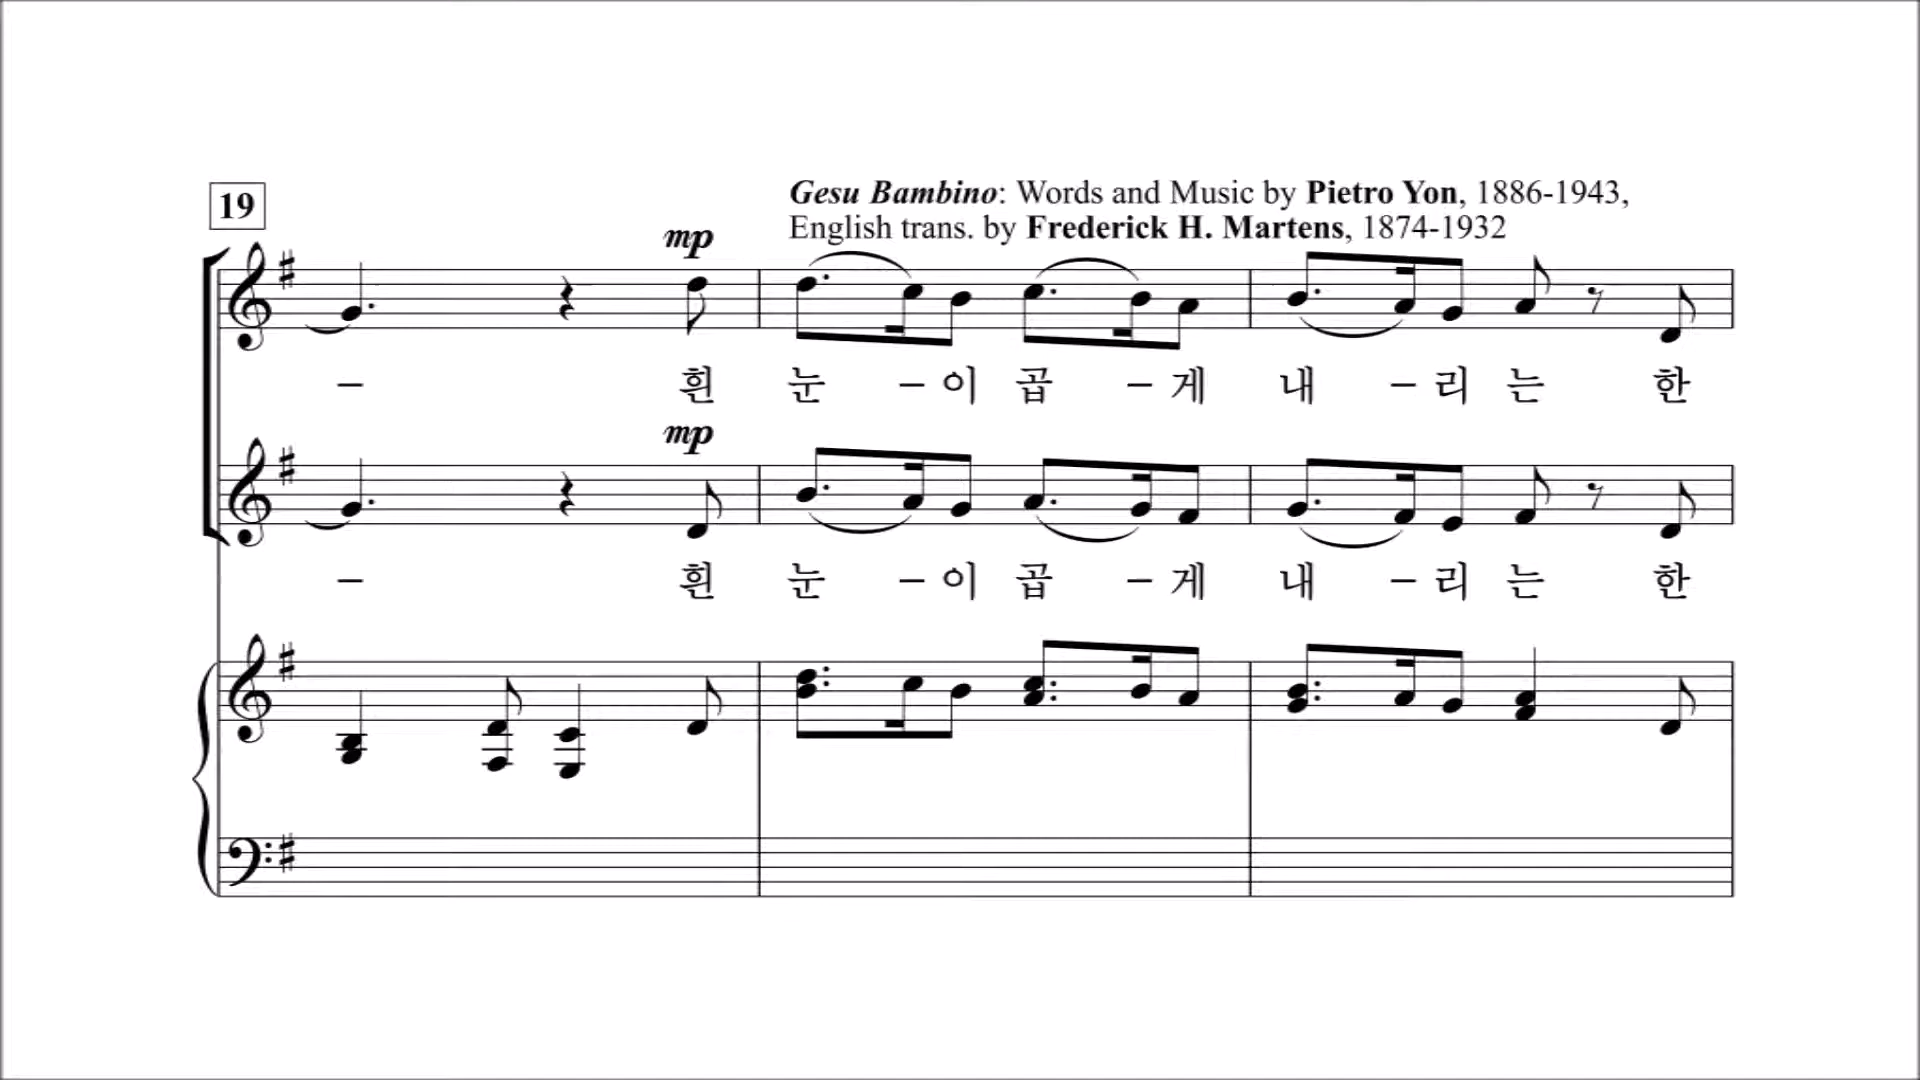 19
Gesu Bambino: Words and Music by Pietro Yon, 1886-1943,
English trans. by Frederick H. Martens, 1874-1932
mp
– 흰 눈 – 이 곱 – 게 내 – 리 는 한
mp
– 흰 눈 – 이 곱 – 게 내 – 리 는 한